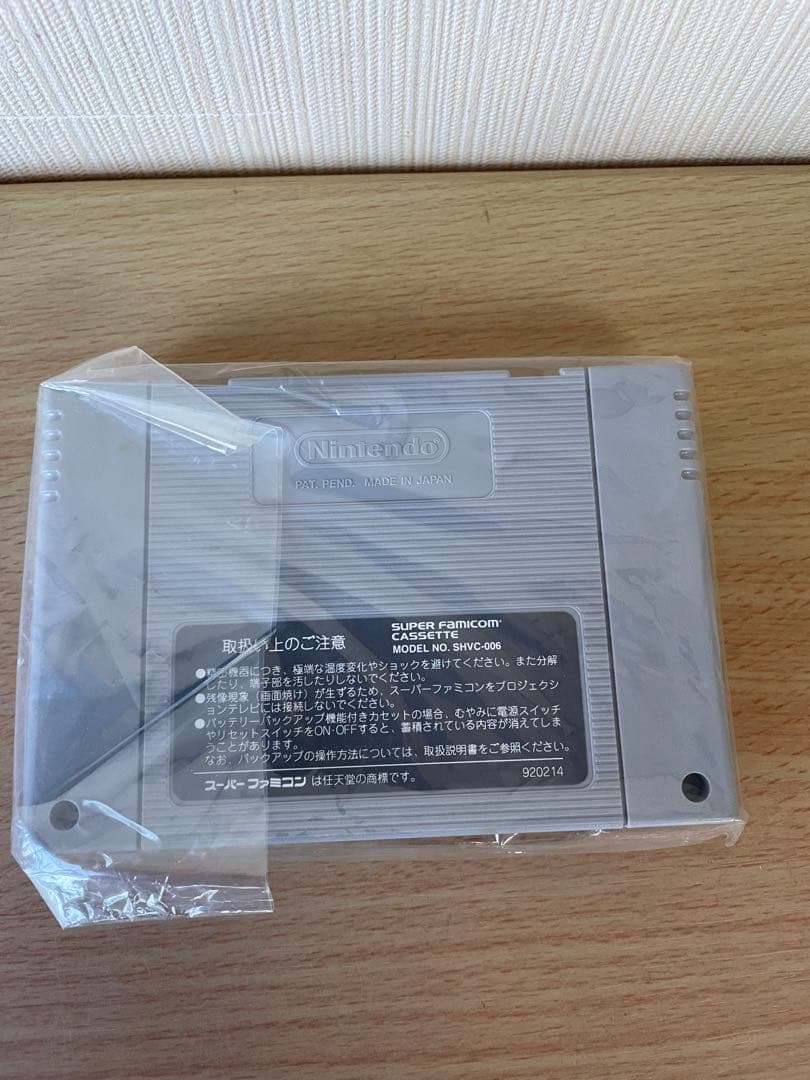 Nintendo
PAT. PEND. MADE IN JAPAN
取扱い上のご注意
SUPER FAMICOM
CASSETTE
MODEL NO. SHVC-006
●精密機器につき、極端な温度変化やショックを避けてください。また分解
したり、端子部を汚したりしないでください。
●残像現象（画面焼け）が生ずるため、スーパーファミコンをプロジェクシ
ョンテレビには接続しないでください。
●バッテリーバックアップ機能付きカセットの場合、むやみに電源スイッチ
やリセットスイッチをON・OFFすると、蓄積されている内容が消えてしま
うことがあります。
なお、バックアップの操作方法については、取扱説明書をご参照ください。
スーパーファミコンは任天堂の商標です。
920214